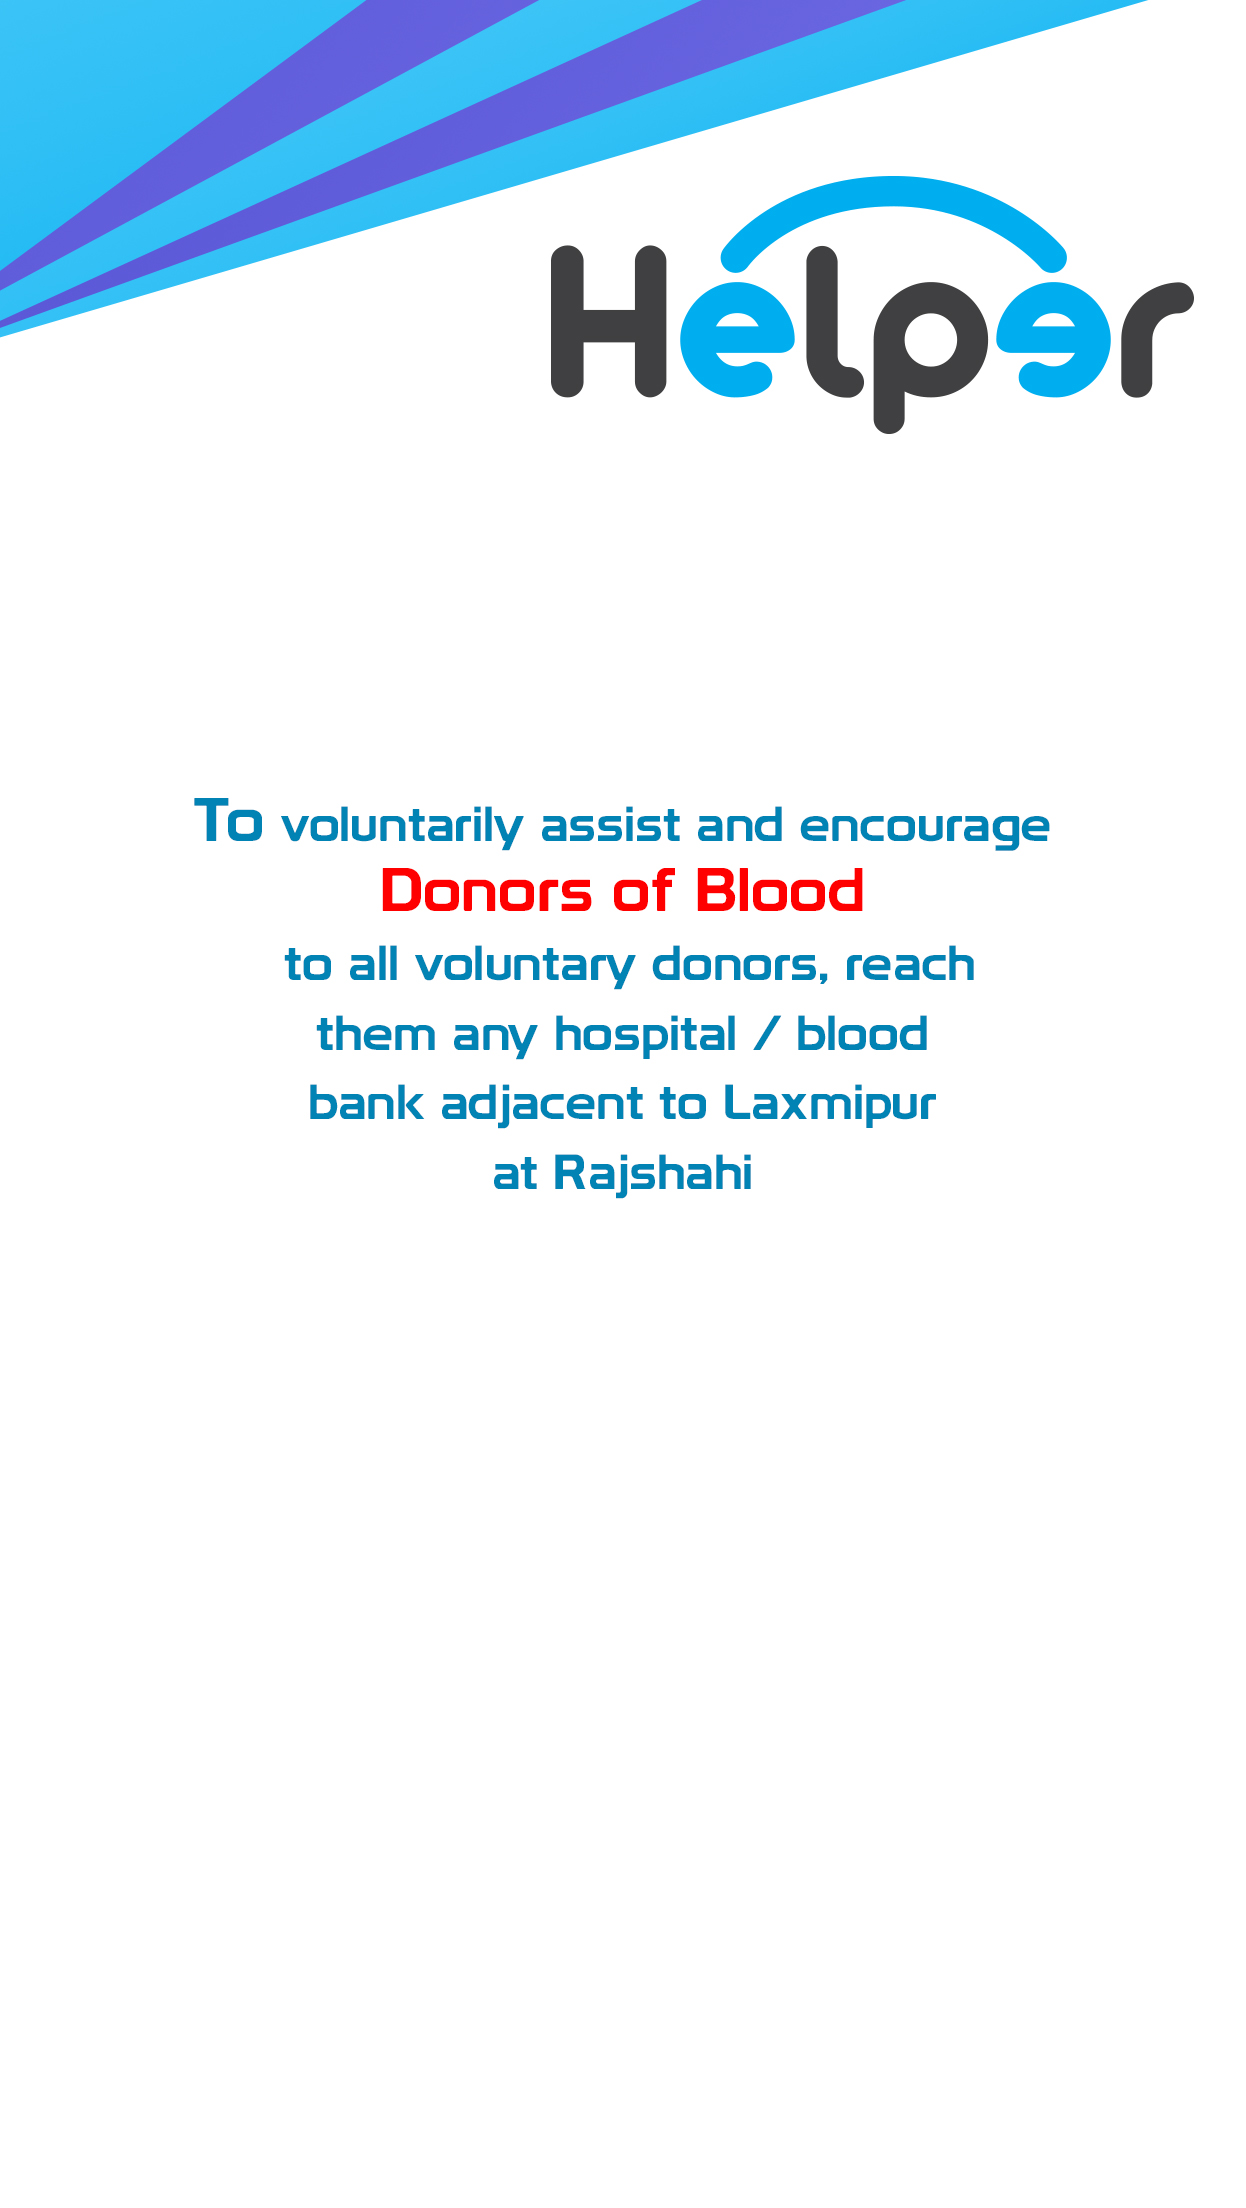 Helper
To voluntarily assist and encourage
Donors of Blood
to all voluntary donors, reach
them any hospital / blood
bank adjacent to Laxmipur
at Rajshahi